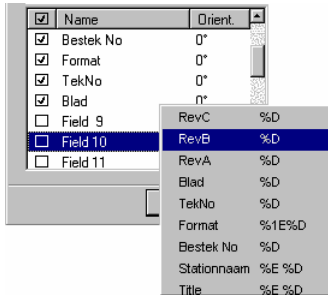 Name Orient.
Bestek No 0°
Format 0°
TekNo 0°
Blad 0°
Field 9
Field 10
Field 11
RevC %D
RevB %D
RevA %D
Blad %D
TekNo %D
Format %1E%D
Bestek No %D
Stationnaam %E %D
Title %E %D